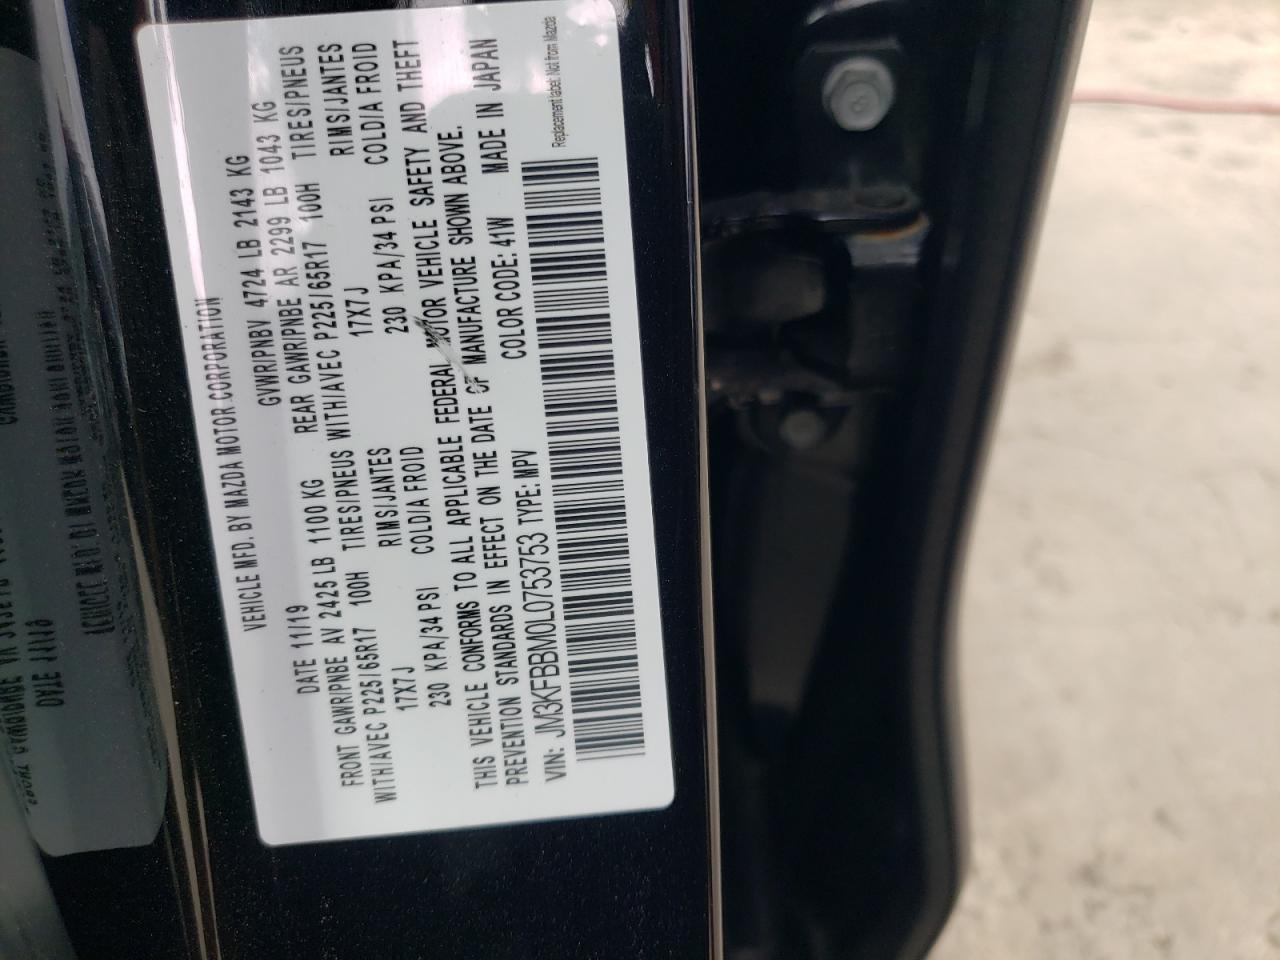 VEHICLE MFD. BY MAZDA MOTOR CORPORATION
DATE 11/19 GVWR/PNBV 4724 LB 2143 KG
FRONT GAWR/PNBE AV 2425 LB 1100 KG REAR GAWR/PNBE AR 2299 LB 1043 KG
WITH/AVEC P225/65R17 100H TIRES/PNEUS WITH/AVEC P225/65R17 100H TIRES/PNEUS
17X7J RIMS/JANTES 17X7J RIMS/JANTES
230 KPA/34 PSI COLD/A FROID 230 KPA/34 PSI COLD/A FROID
THIS VEHICLE CONFORMS TO ALL APPLICABLE FEDERAL MOTOR VEHICLE SAFETY AND THEFT
PREVENTION STANDARDS IN EFFECT ON THE DATE OF MANUFACTURE SHOWN ABOVE.
VIN: JM3KFBBM0L0753753 TYPE: MPV COLOR CODE: 41W MADE IN JAPAN
Replacement label: Not from Mazda